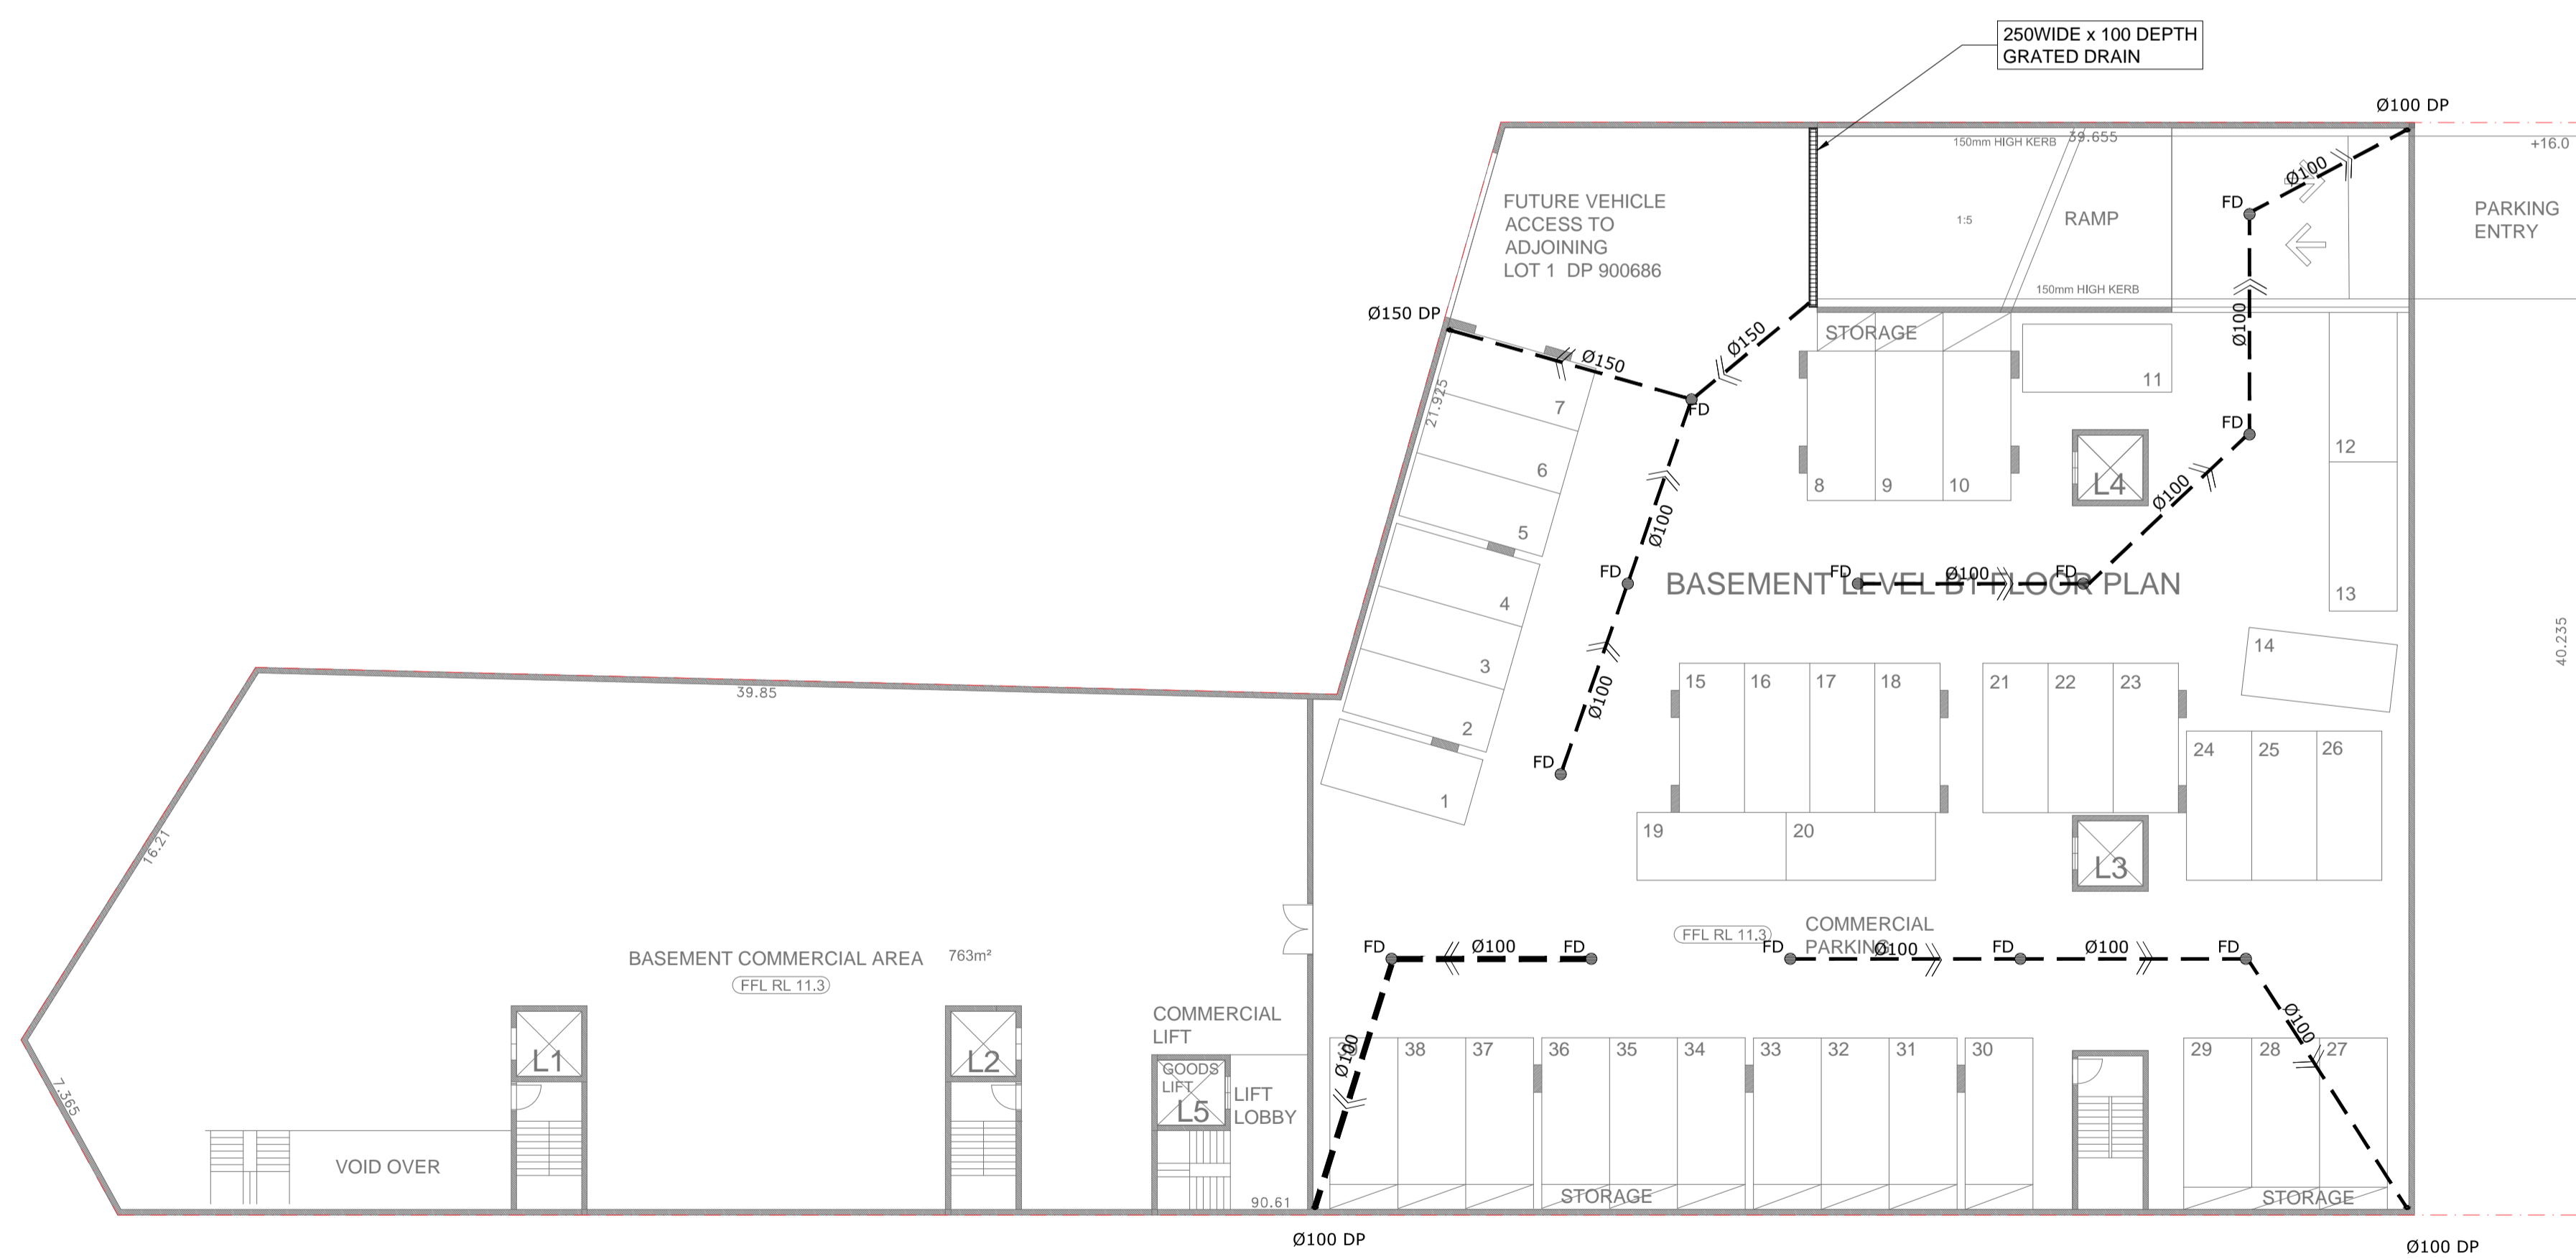 250WIDE x 100 DEPTH
GRATED DRAIN
Ø100 DP
150mm HIGH KERB
39.655
+16.0
Ø100
FD
FUTURE VEHICLE
ACCESS TO
ADJOINING
LOT 1 DP 900686
1:5
RAMP
PARKING
ENTRY
150mm HIGH KERB
Ø150 DP
Ø150
Ø150
STORAGE
Ø100
11
21.925
7
FD
FD
12
6
8
9
10
L4
Ø100
5
Ø100
FD
FD
Ø100
FD
BASEMENT LEVEL B1 FLOOR PLAN
4
13
40.235
3
14
39.85
Ø100
15
16
17
18
21
22
23
2
24
25
26
FD
1
19
20
16.21
L3
COMMERCIAL
PARKING
FFL RL 11.3
FD
Ø100
FD
FD
Ø100
FD
Ø100
FD
BASEMENT COMMERCIAL AREA
763m²
FFL RL 11.3
COMMERCIAL
LIFT
Ø100
Ø100
38
37
36
35
34
33
32
31
30
29
28
27
L1
L2
GOODS
LIFT
L5
LIFT
LOBBY
7.365
VOID OVER
90.61
STORAGE
STORAGE
Ø100 DP
Ø100 DP